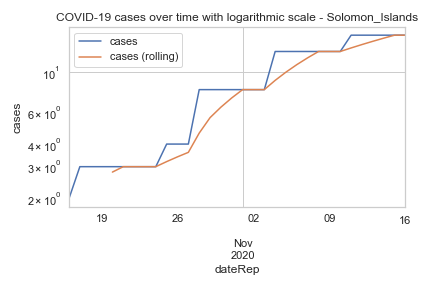 COVID-19 cases over time with logarithmic scale - Solomon_Islands
cases
cases (rolling)
10¹
6 × 10⁰
4 × 10⁰
3 × 10⁰
2 × 10⁰
cases
19 26 02 09 16
Nov
2020
dateRep